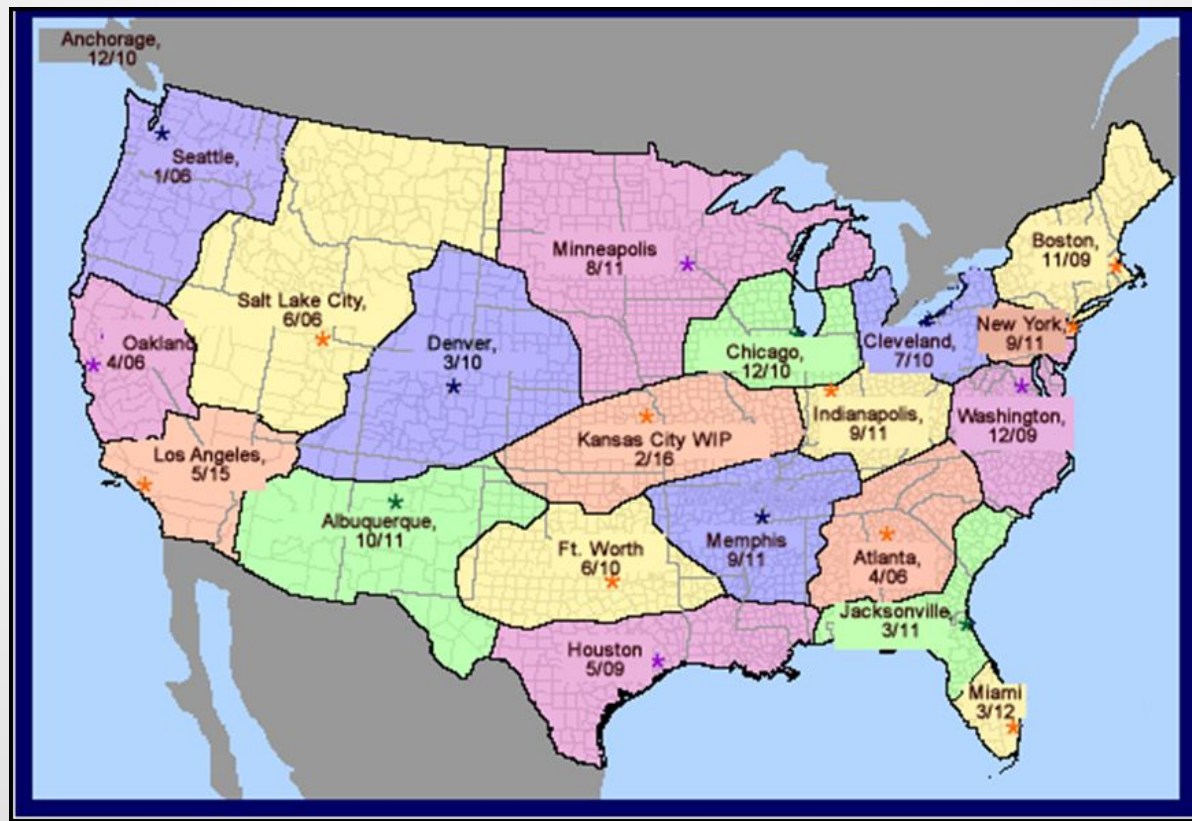 Anchorage,
12/10
Seattle,
1/06
Boston,
11/09
Minneapolis
8/11
Salt Lake City,
6/06
New York,
9/11
Oakland
4/06
Denver,
3/10
Cleveland,
7/10
Chicago,
12/10
Indianapolis,
9/11
Washington,
12/09
Kansas City WIP
2/16
Los Angeles,
5/15
Albuquerque,
10/11
Memphis
9/11
Ft. Worth
6/10
Atlanta,
4/06
Jacksonville,
3/11
Houston
5/09
Miami
3/12